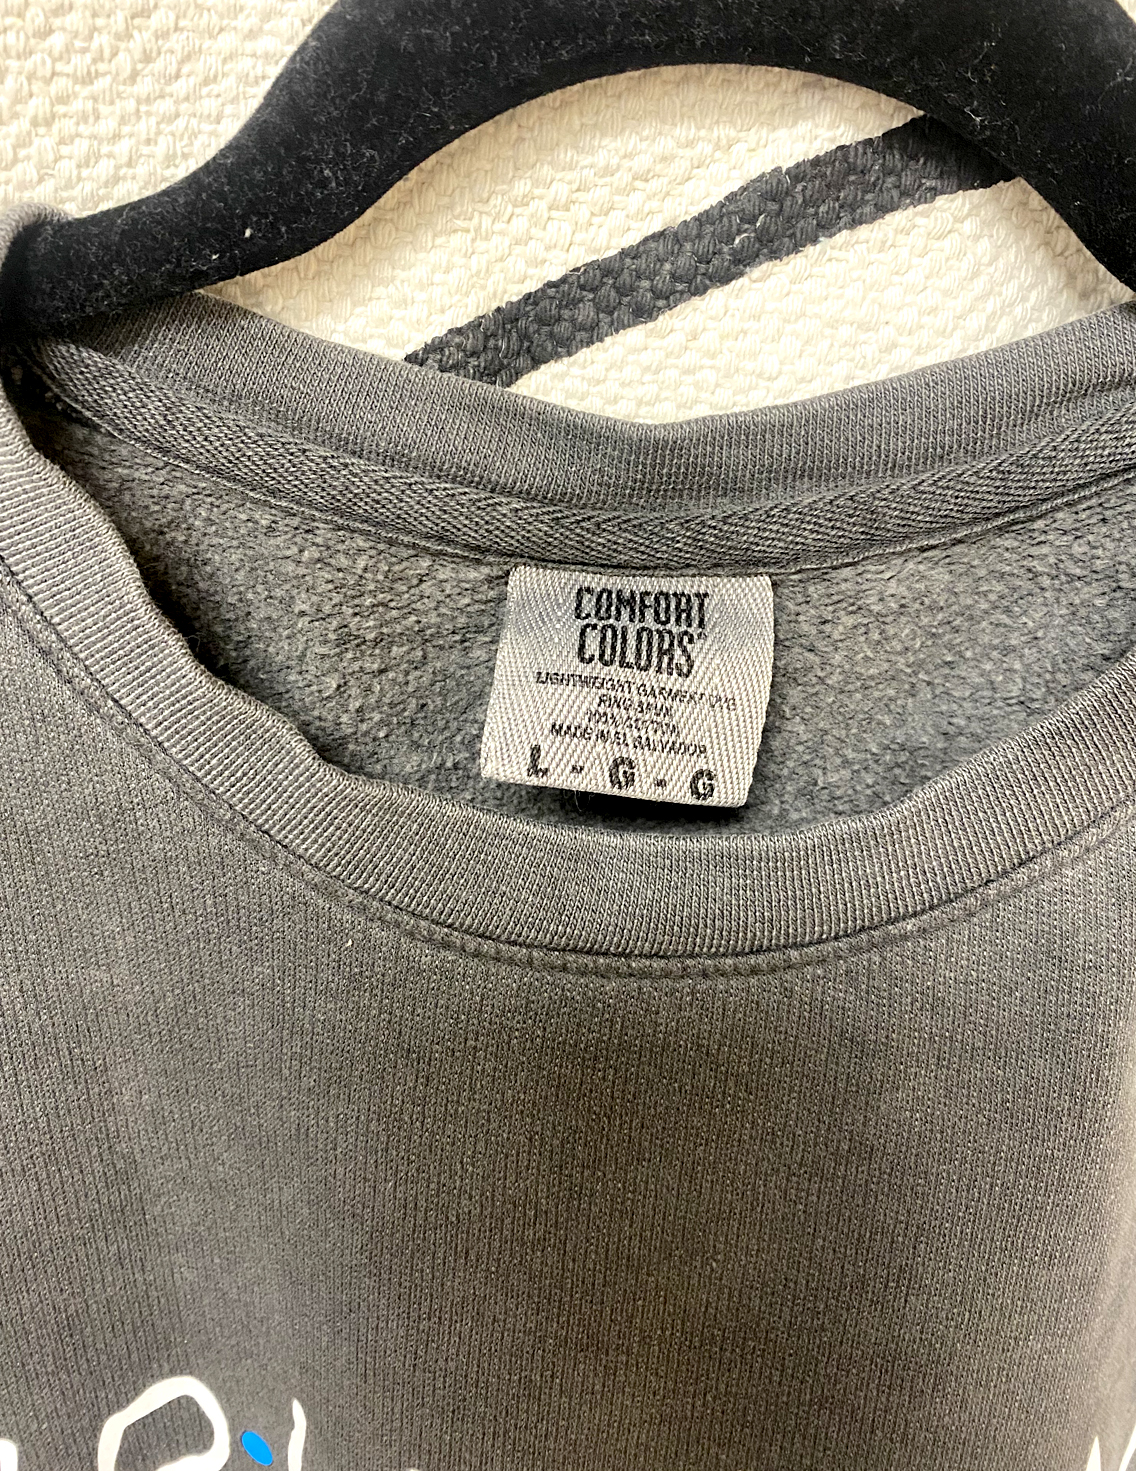 COMFORT
COLORS®
LIGHTWEIGHT GARMENT DYE
RING SPUN
100% COTTON
MADE IN EL SALVADOR
L - G - G